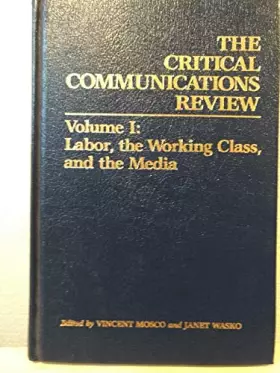 THE
CRITICAL
COMMUNICATIONS
REVIEW
Volume I:
Labor, the Working Class,
and the Media
Edited by VINCENT MOSCO and JANET WASKO